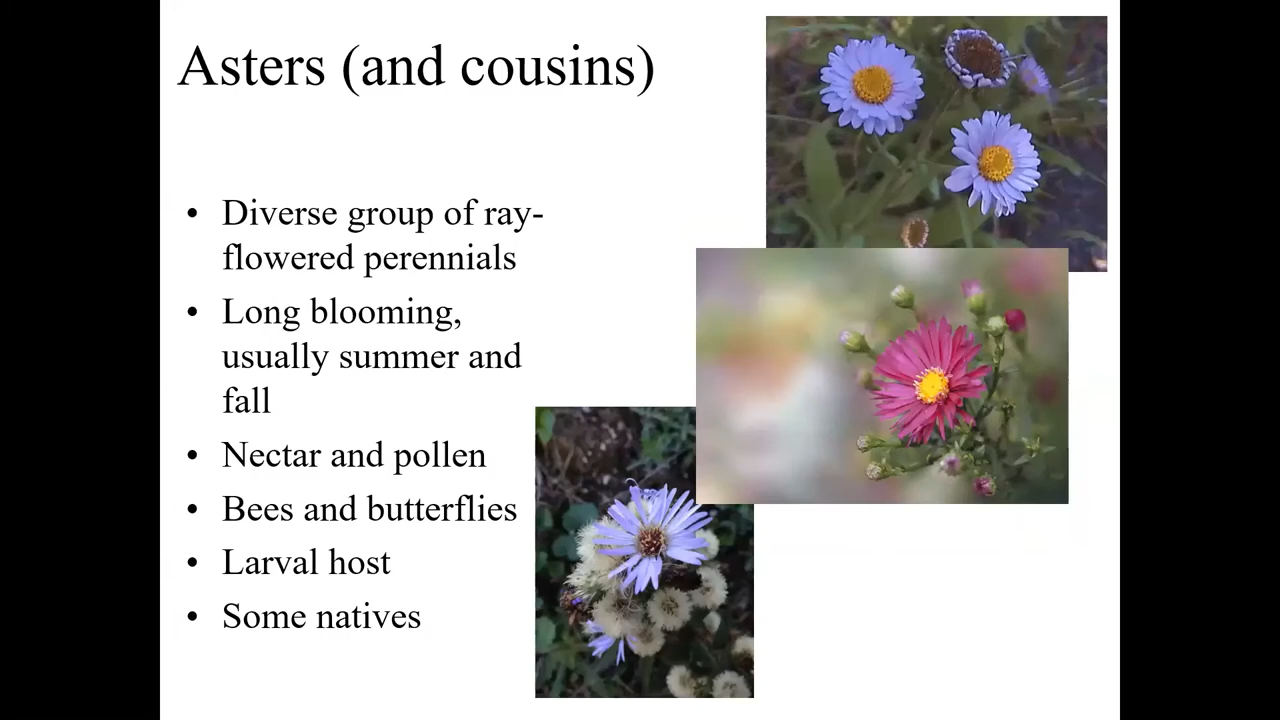 Asters (and cousins)
• Diverse group of ray-
flowered perennials
• Long blooming,
usually summer and
fall
• Nectar and pollen
• Bees and butterflies
• Larval host
• Some natives